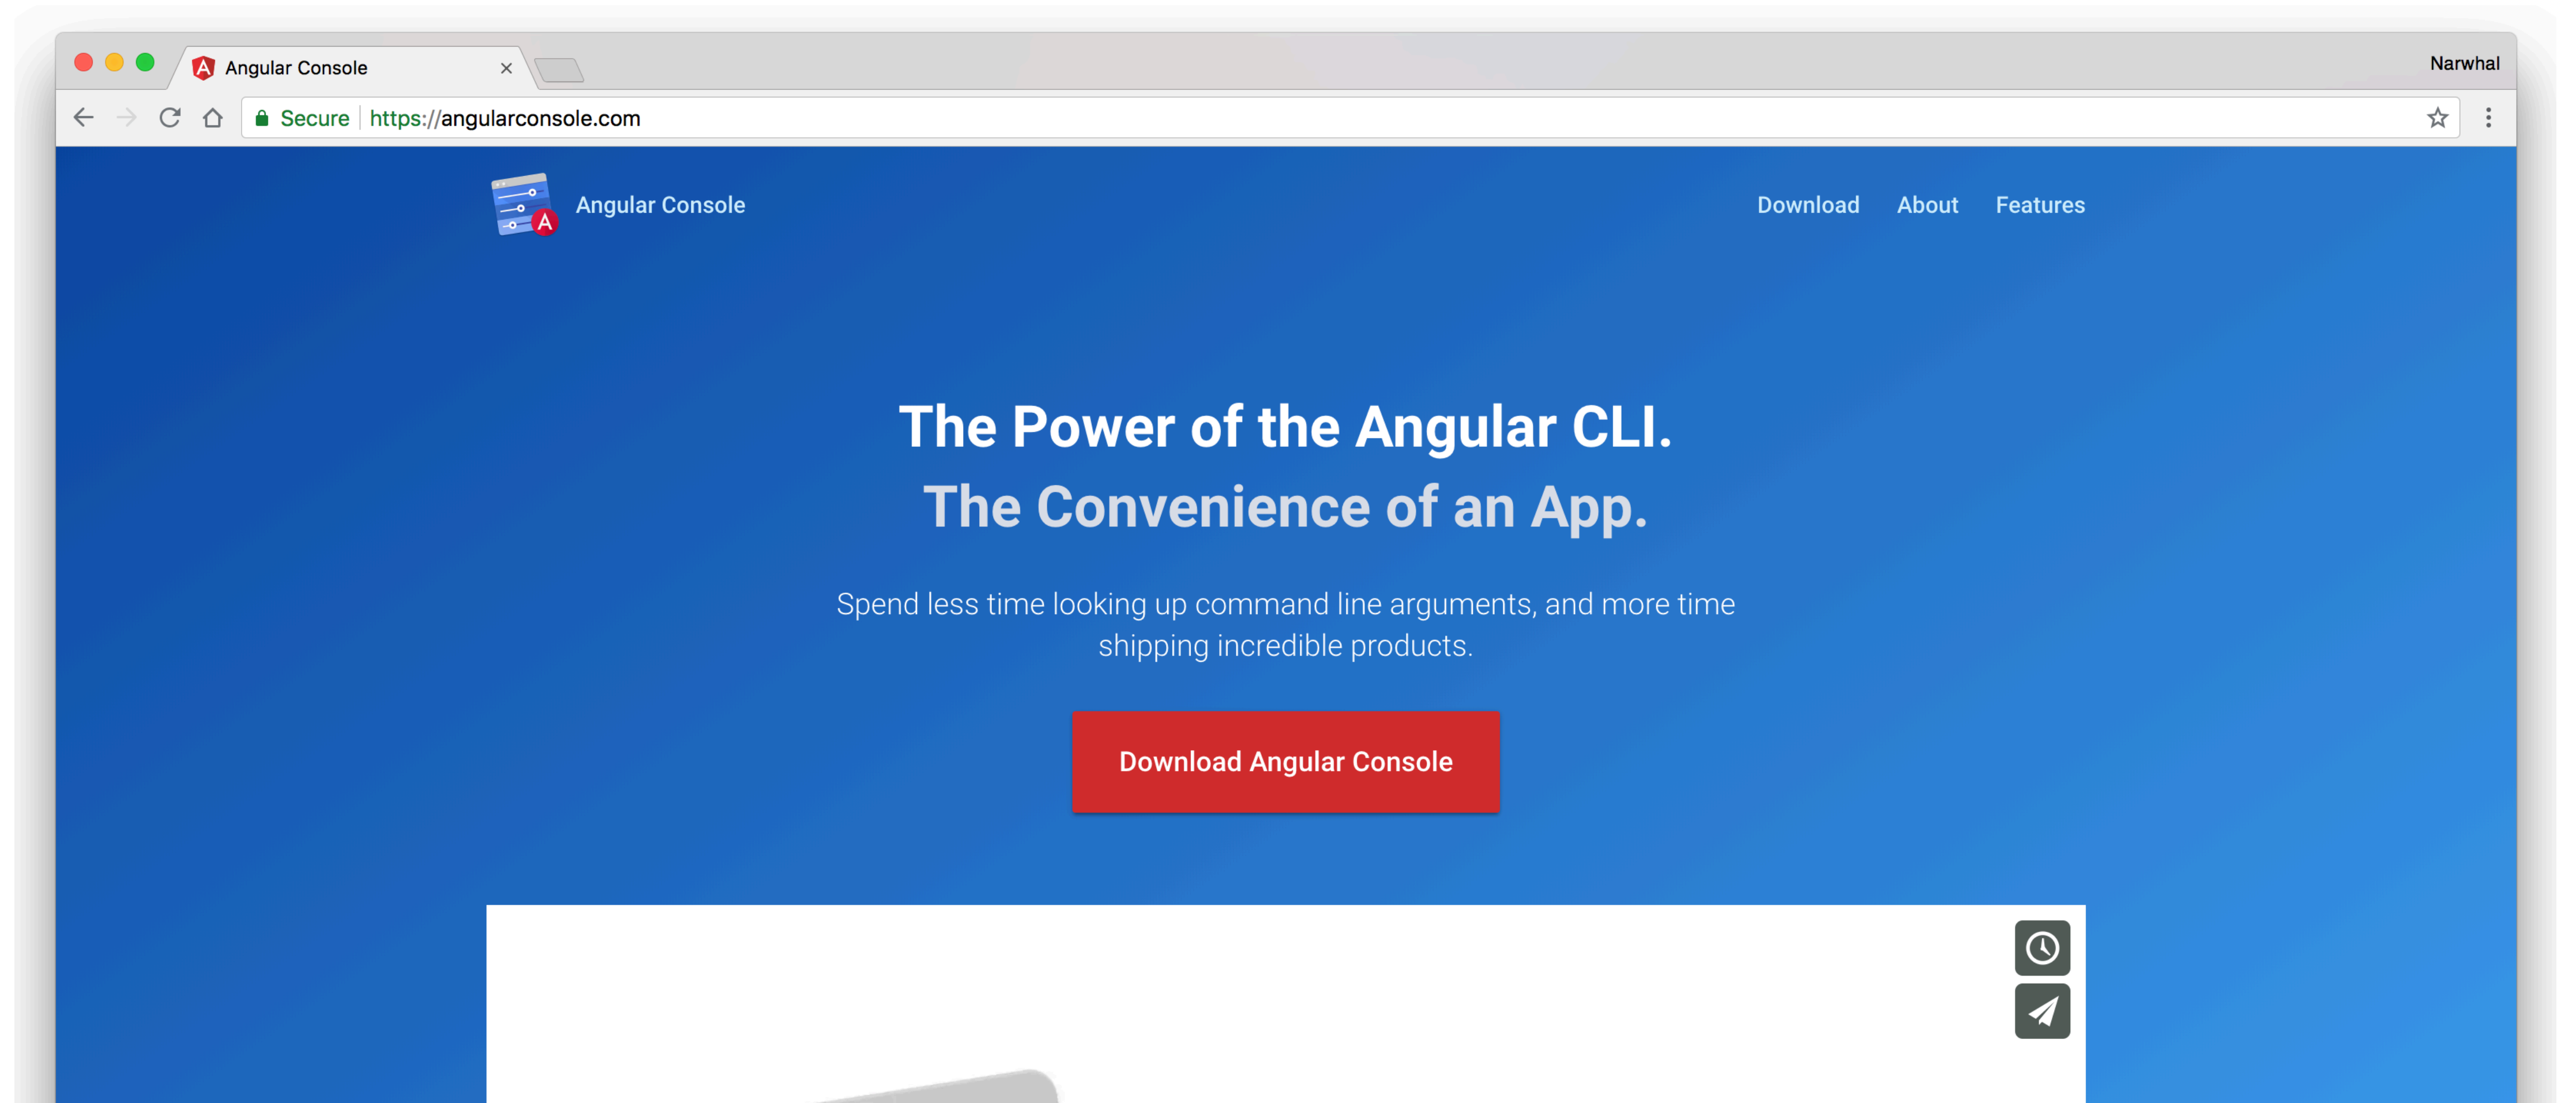 Angular Console
Narwhal
Secure https://angularconsole.com
Angular Console
Download About Features
The Power of the Angular CLI.
The Convenience of an App.
Spend less time looking up command line arguments, and more time
shipping incredible products.
Download Angular Console